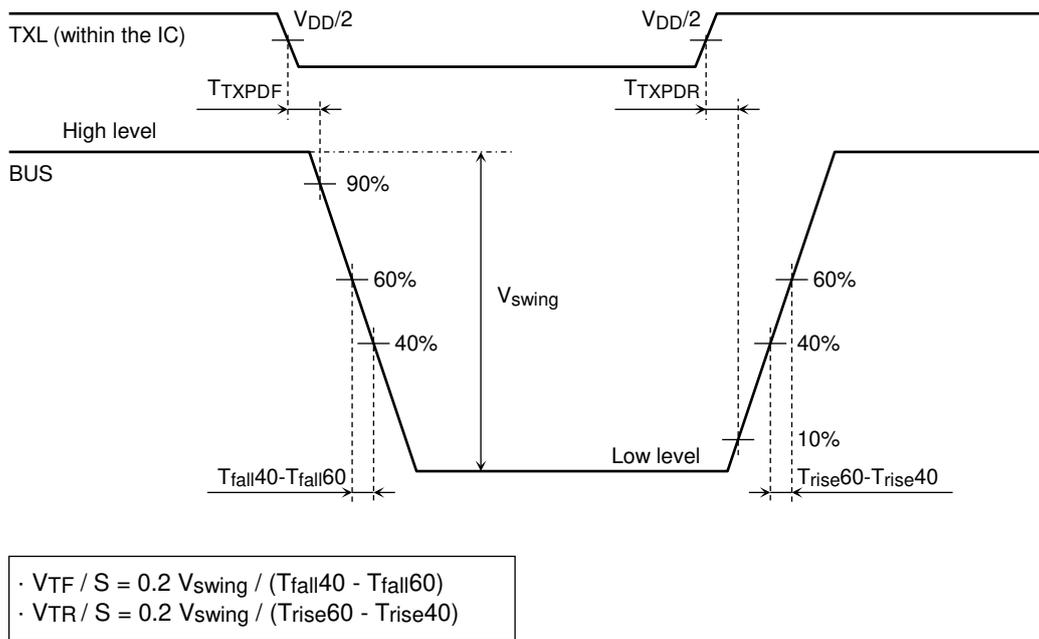 VDD/2
VDD/2
TXL (within the IC)
TTXPDF
TTXPDR
High level
BUS
90%
60%
60%
Vswing
40%
40%
10%
Low level
Tfall40-Tfall60
Trise60-Trise40
· VTF / S = 0.2 Vswing / (Tfall40 - Tfall60)
· VTR / S = 0.2 Vswing / (Trise60 - Trise40)